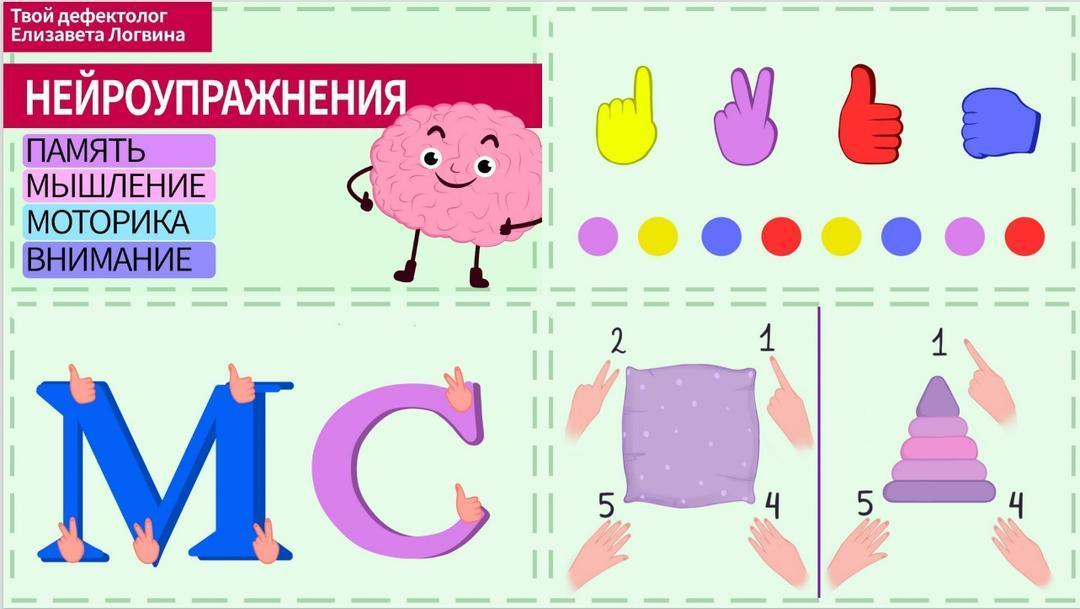 Твой дефектолог
Елизавета Логвина
НЕЙРОУПРАЖНЕНИЯ
ПАМЯТЬ
МЫШЛЕНИЕ
МОТОРИКА
ВНИМАНИЕ
М С
2 1
5 4
1
5 4